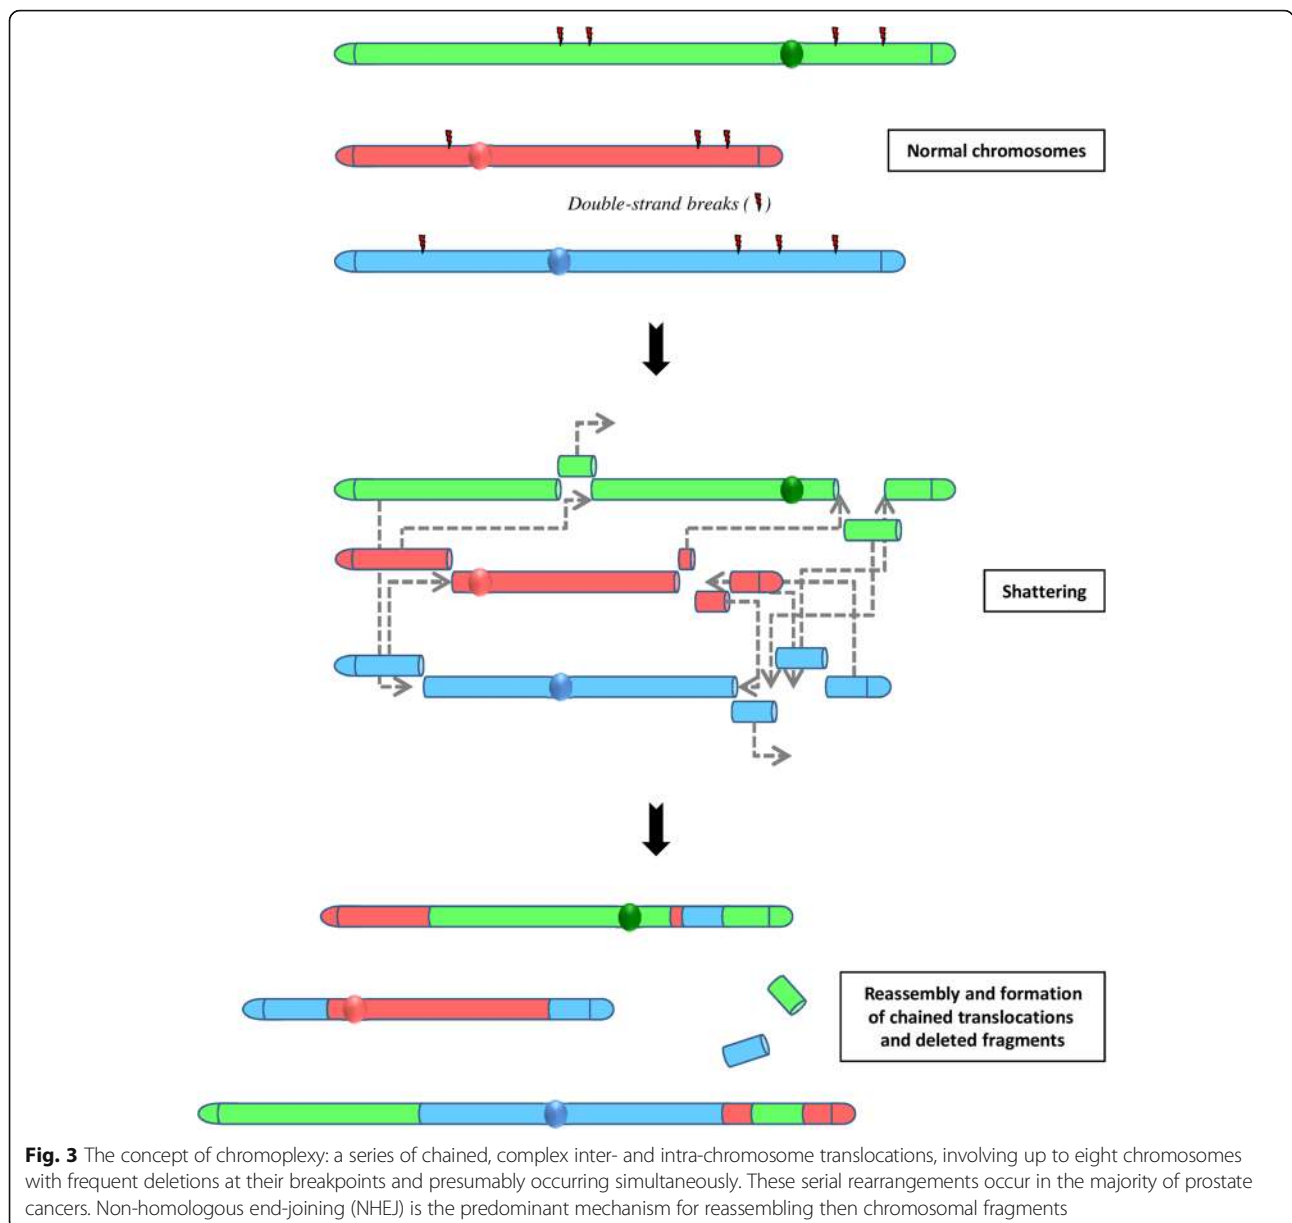 Normal chromosomes
Double-strand breaks ( )
Shattering
Reassembly and formation
of chained translocations
and deleted fragments
Fig. 3 The concept of chromoplexy: a series of chained, complex inter- and intra-chromosome translocations, involving up to eight chromosomes
with frequent deletions at their breakpoints and presumably occurring simultaneously. These serial rearrangements occur in the majority of prostate
cancers. Non-homologous end-joining (NHEJ) is the predominant mechanism for reassembling then chromosomal fragments